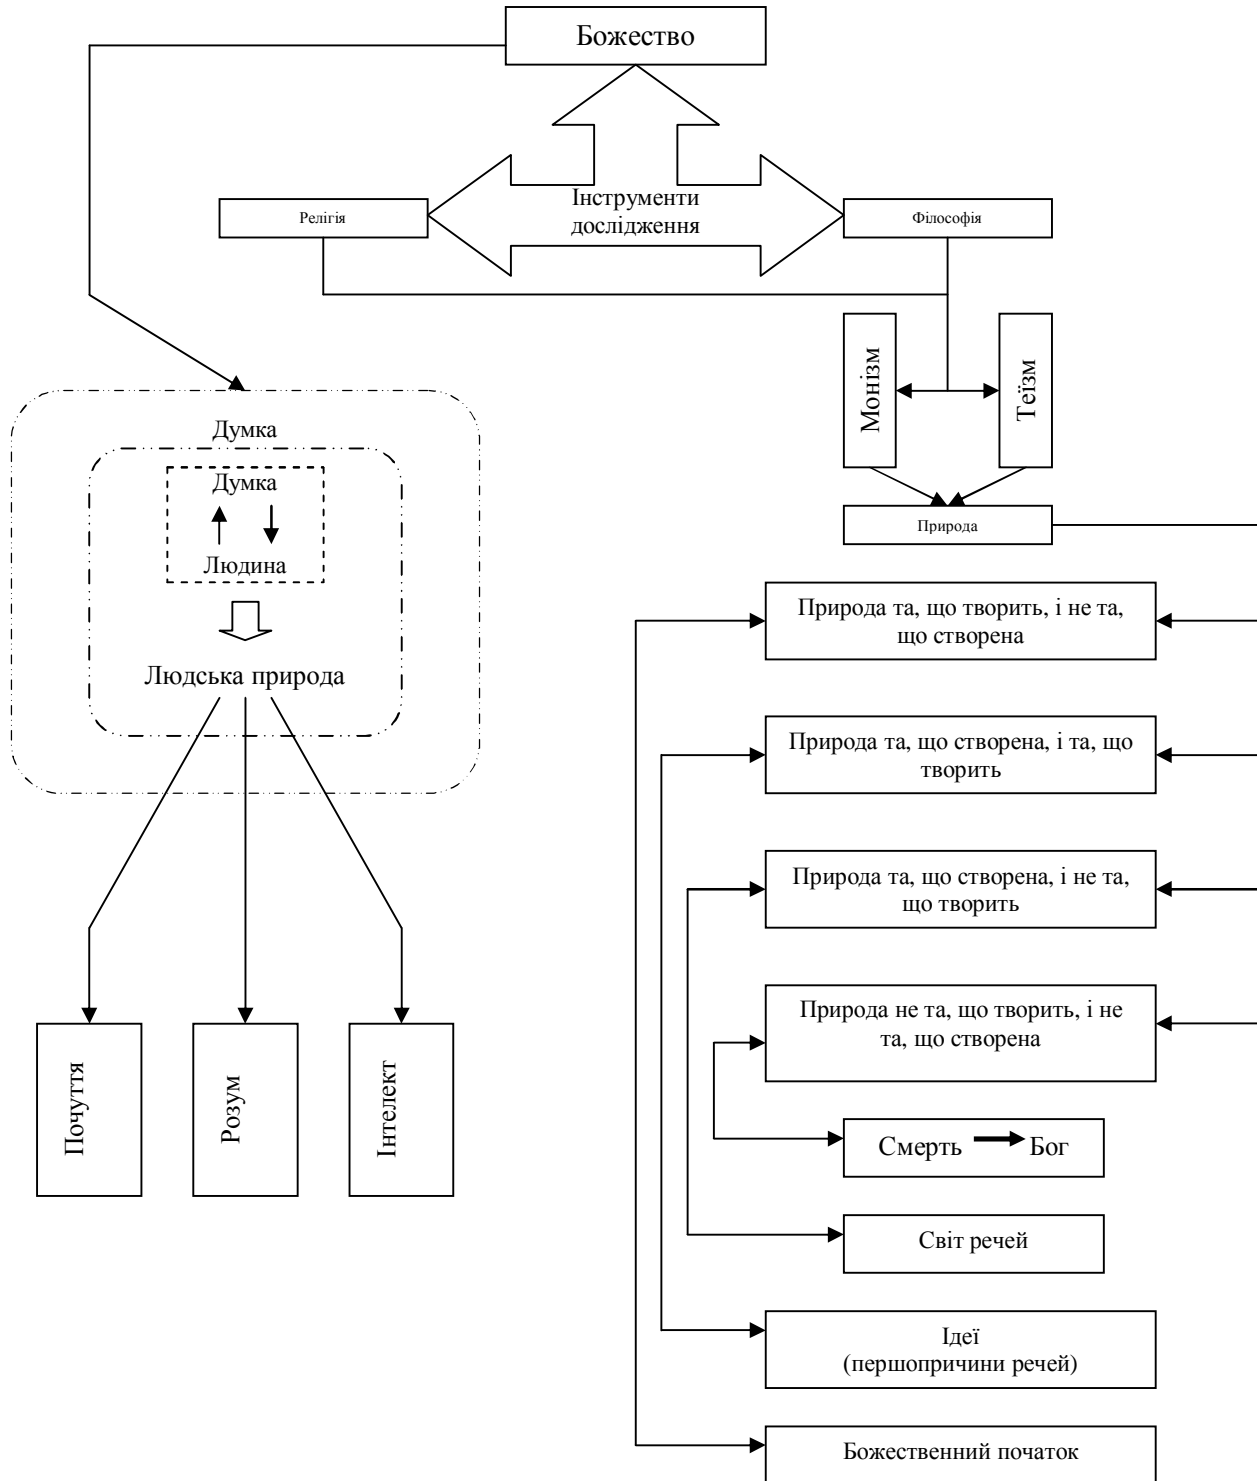 Божество
Інструменти
дослідження
Релігія
Філософія
Монізм
Теїзм
Природа
Думка
Думка
Людина
Людська природа
Почуття
Розум
Інтелект
Природа та, що творить, і не та,
що створена
Природа та, що створена, і та, що
творить
Природа та, що створена, і не та,
що творить
Природа не та, що творить, і не
та, що створена
Смерть Бог
Світ речей
Ідеї
(першопричини речей)
Божественний початок